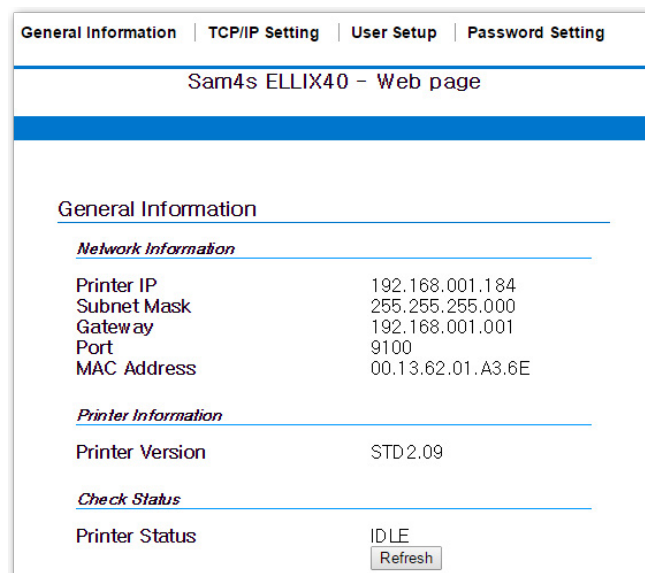 General Information | TCP/IP Setting | User Setup | Password Setting
Sam4s ELLIX40 - Web page
General Information
Network Information
Printer IP 192.168.001.184
Subnet Mask 255.255.255.000
Gateway 192.168.001.001
Port 9100
MAC Address 00.13.62.01.A3.6E
Printer Information
Printer Version STD2.09
Check Status
Printer Status IDLE
Refresh